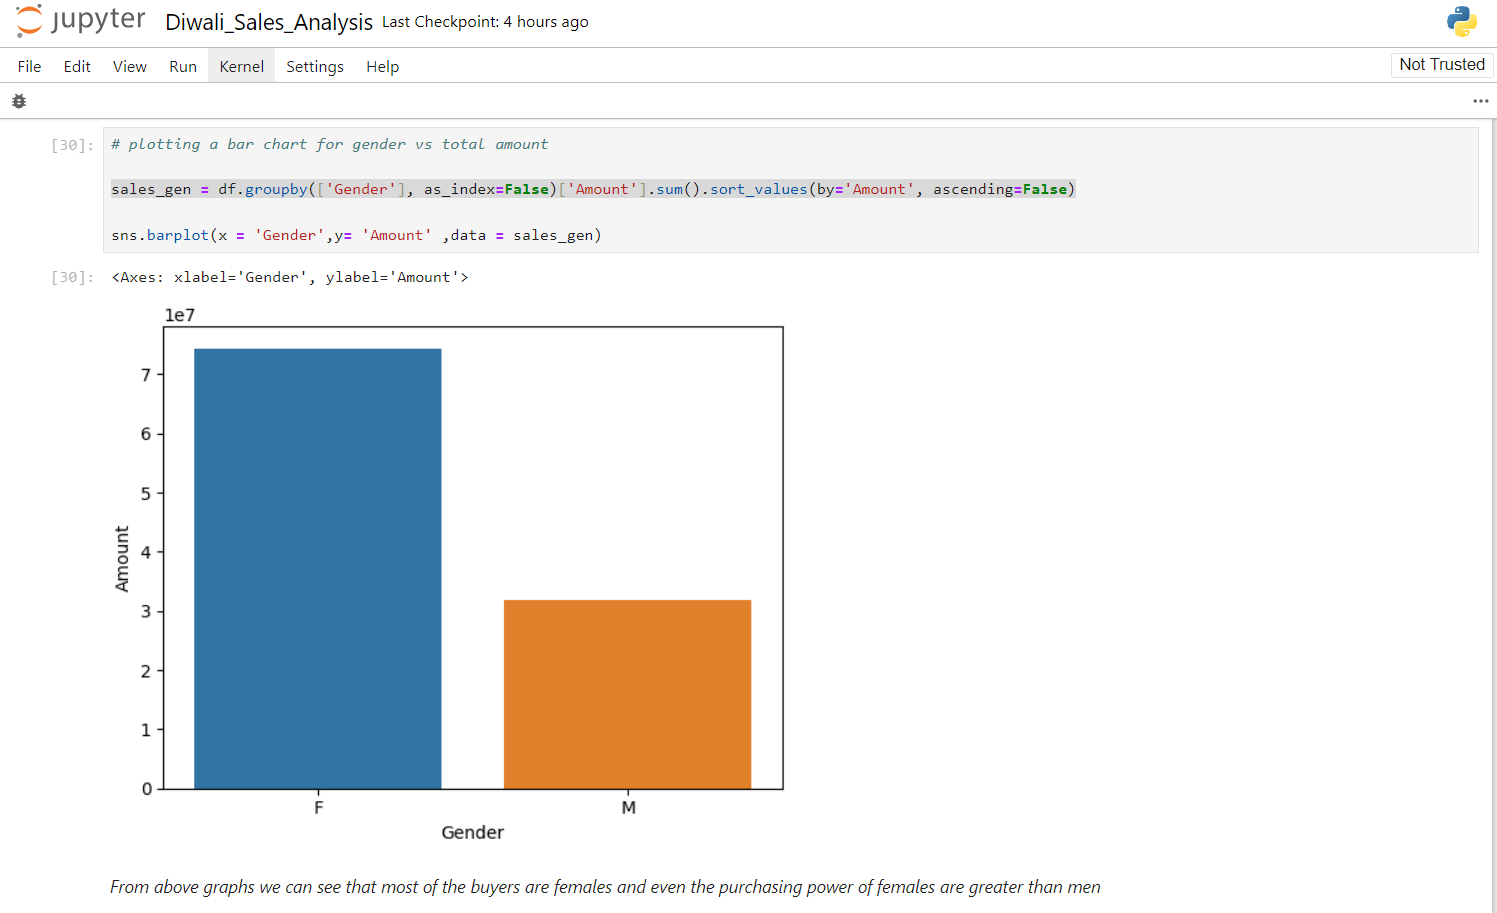 jupyter Diwali_Sales_Analysis Last Checkpoint: 4 hours ago
File Edit View Run Kernel Settings Help Not Trusted
[30]: # plotting a bar chart for gender vs total amount
sales_gen = df.groupby(['Gender'], as_index=False)['Amount'].sum().sort_values(by='Amount', ascending=False)
sns.barplot(x = 'Gender',y= 'Amount' ,data = sales_gen)
[30]: <Axes: xlabel='Gender', ylabel='Amount'>
1e7
7
6
5
4
3
2
1
0
Amount
F M
Gender
From above graphs we can see that most of the buyers are females and even the purchasing power of females are greater than men